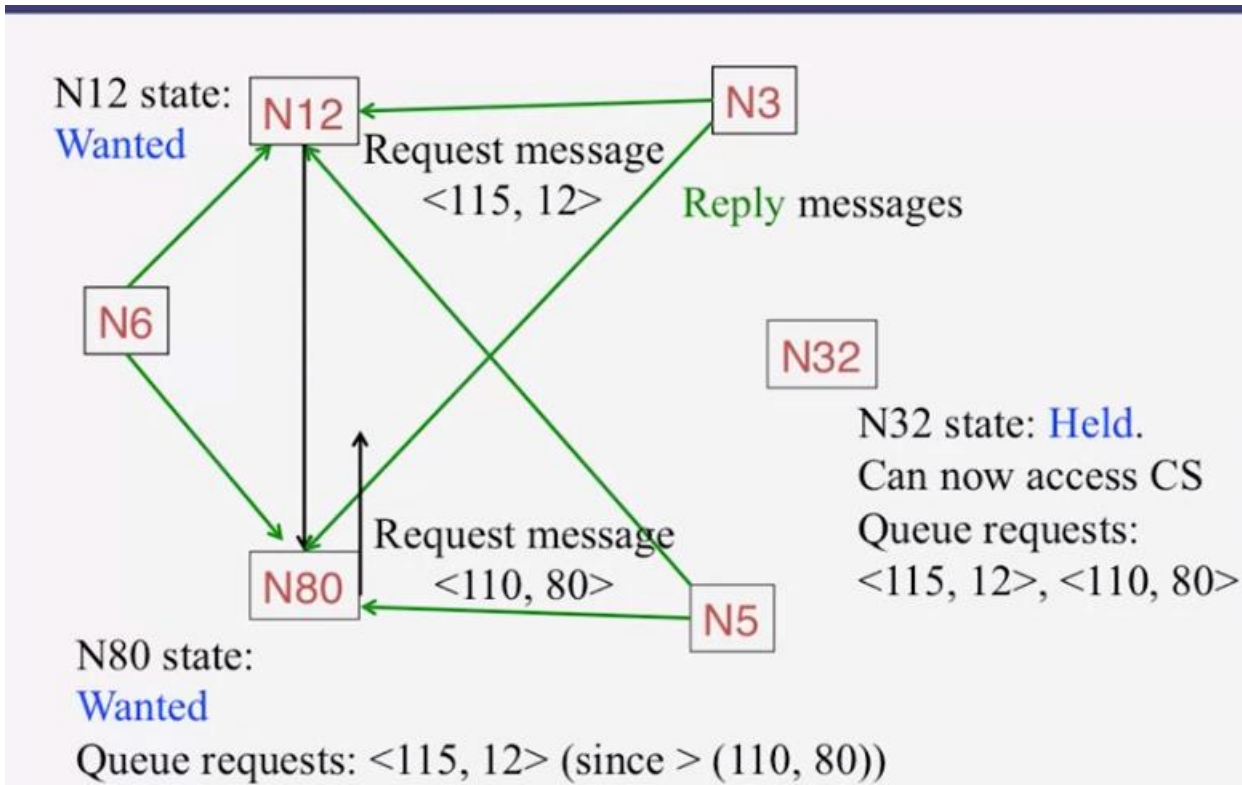 N12 state:
Wanted
N12
N3
Request message
<115, 12>
Reply messages
N6
N32
N32 state: Held.
Can now access CS
Queue requests:
<115, 12>, <110, 80>
Request message
<110, 80>
N80
N5
N80 state:
Wanted
Queue requests: <115, 12> (since > (110, 80))